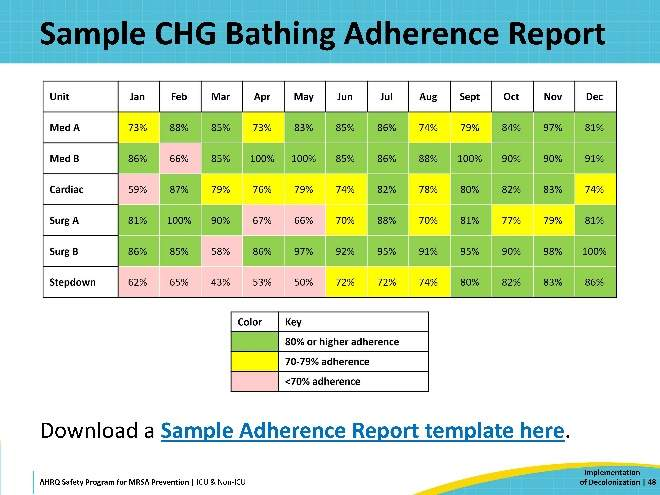 Sample CHG Bathing Adherence Report
Unit Jan Feb Mar Apr May Jun Jul Aug Sept Oct Nov Dec
Med A 73% 88% 85% 73% 83% 85% 86% 74% 79% 84% 97% 81%
Med B 86% 66% 85% 100% 100% 85% 86% 88% 100% 90% 90% 91%
Cardiac 59% 87% 79% 76% 79% 74% 82% 78% 80% 82% 83% 74%
Surg A 81% 100% 90% 67% 66% 70% 88% 70% 81% 77% 79% 81%
Surg B 86% 85% 58% 86% 97% 92% 95% 91% 95% 90% 98% 100%
Stepdown 62% 65% 43% 53% 50% 72% 72% 74% 80% 82% 83% 86%
Color Key
80% or higher adherence
70-79% adherence
<70% adherence
Download a Sample Adherence Report template here.
AHRQ Safety Program for MRSA Prevention | ICU & Non-ICU
Implementation
of Decolonization | 48